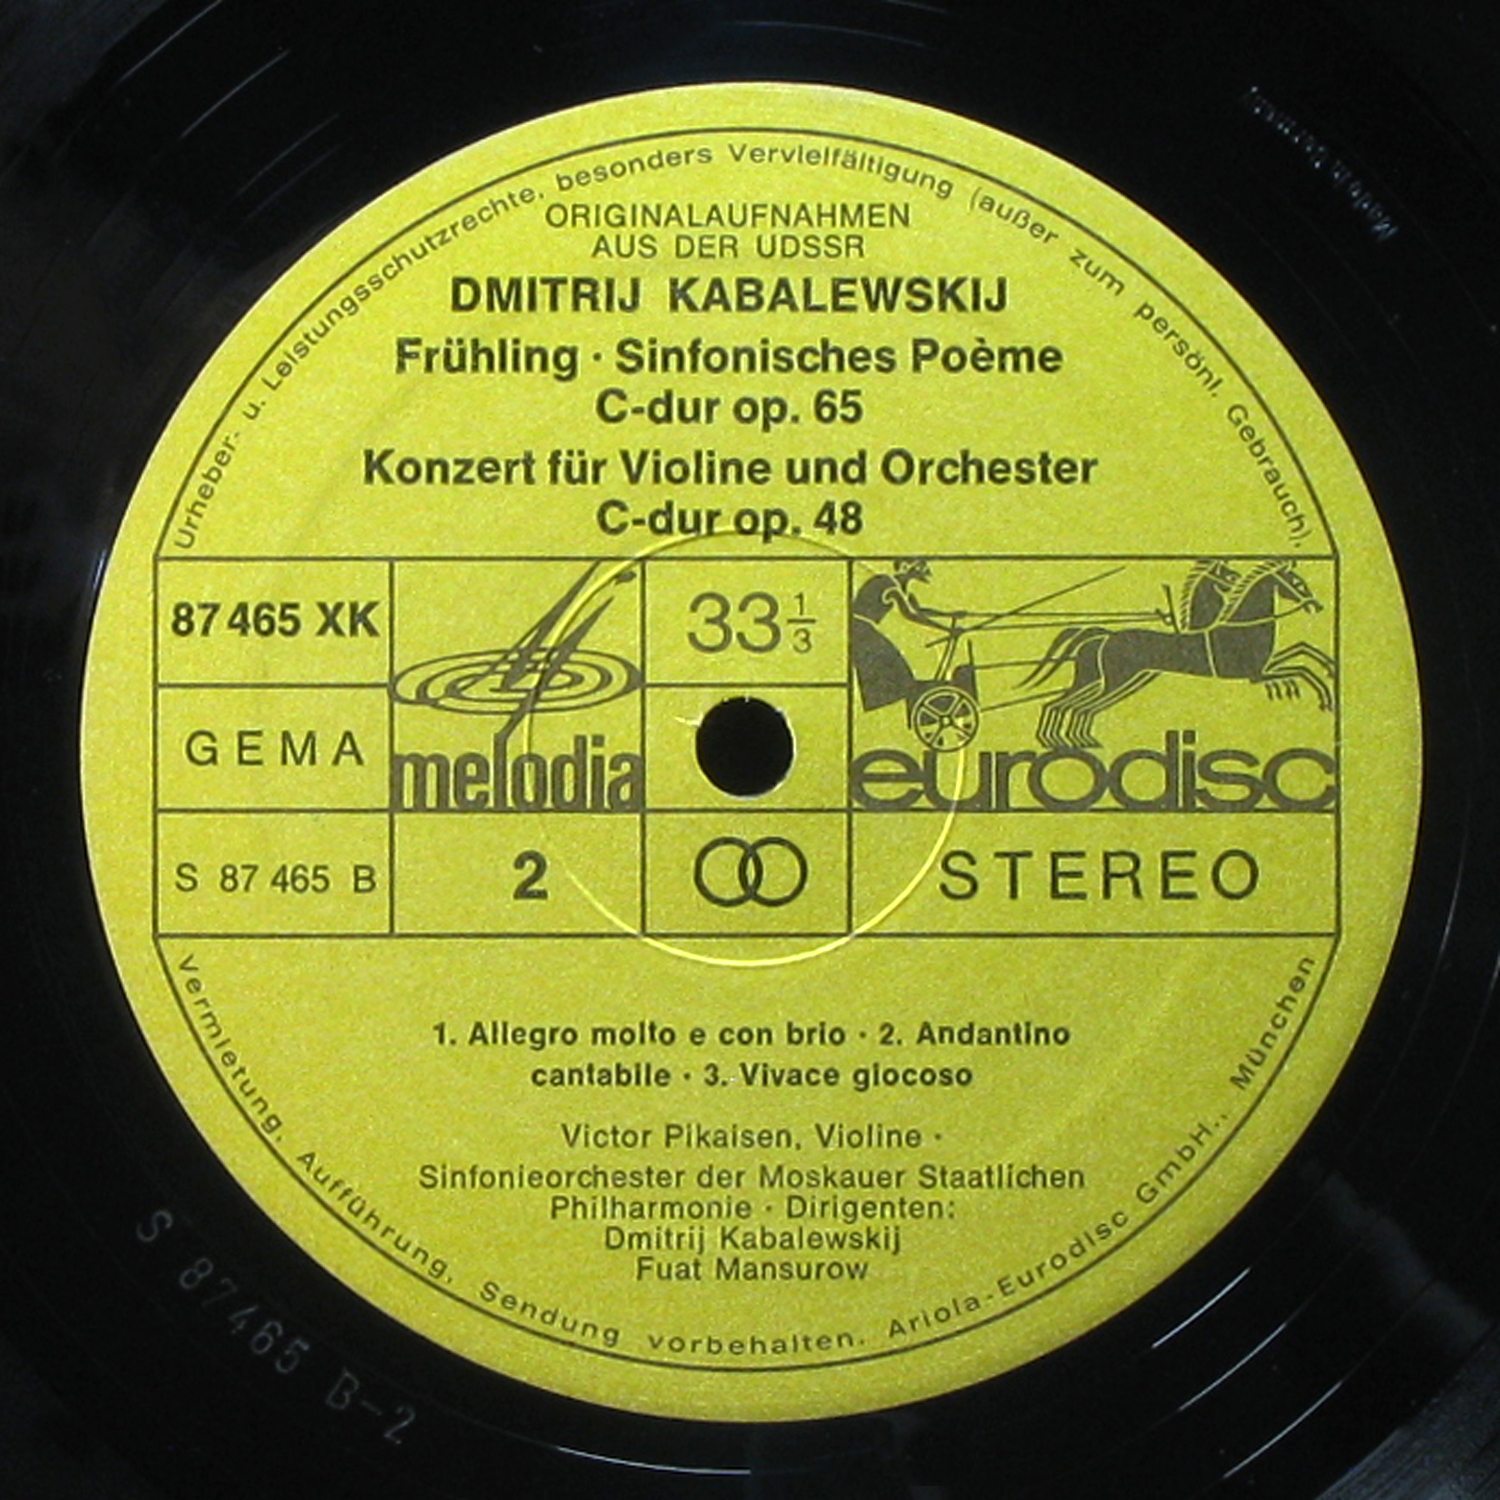 Urheber- u. Leistungsschutzrechte, besonders Vervielfältigung (außer zum persönl. Gebrauch),
ORIGINALAUFNAHMEN
AUS DER UDSSR
DMITRIJ KABALEWSKIJ
Frühling · Sinfonisches Poème
C-dur op. 65
Konzert für Violine und Orchester
C-dur op. 48
87 465 XK
33 1/3
GEMA
melodia
eurodisc
S 87 465 B
2
STEREO
1. Allegro molto e con brio · 2. Andantino
cantabile · 3. Vivace giocoso
Victor Pikaisen, Violine ·
Sinfonieorchester der Moskauer Staatlichen
Philharmonie · Dirigenten:
Dmitrij Kabalewskij
Fuat Mansurow
Vermietung, Aufführung, Sendung vorbehalten. Ariola-Eurodisc GmbH., München
S 87465 B-2